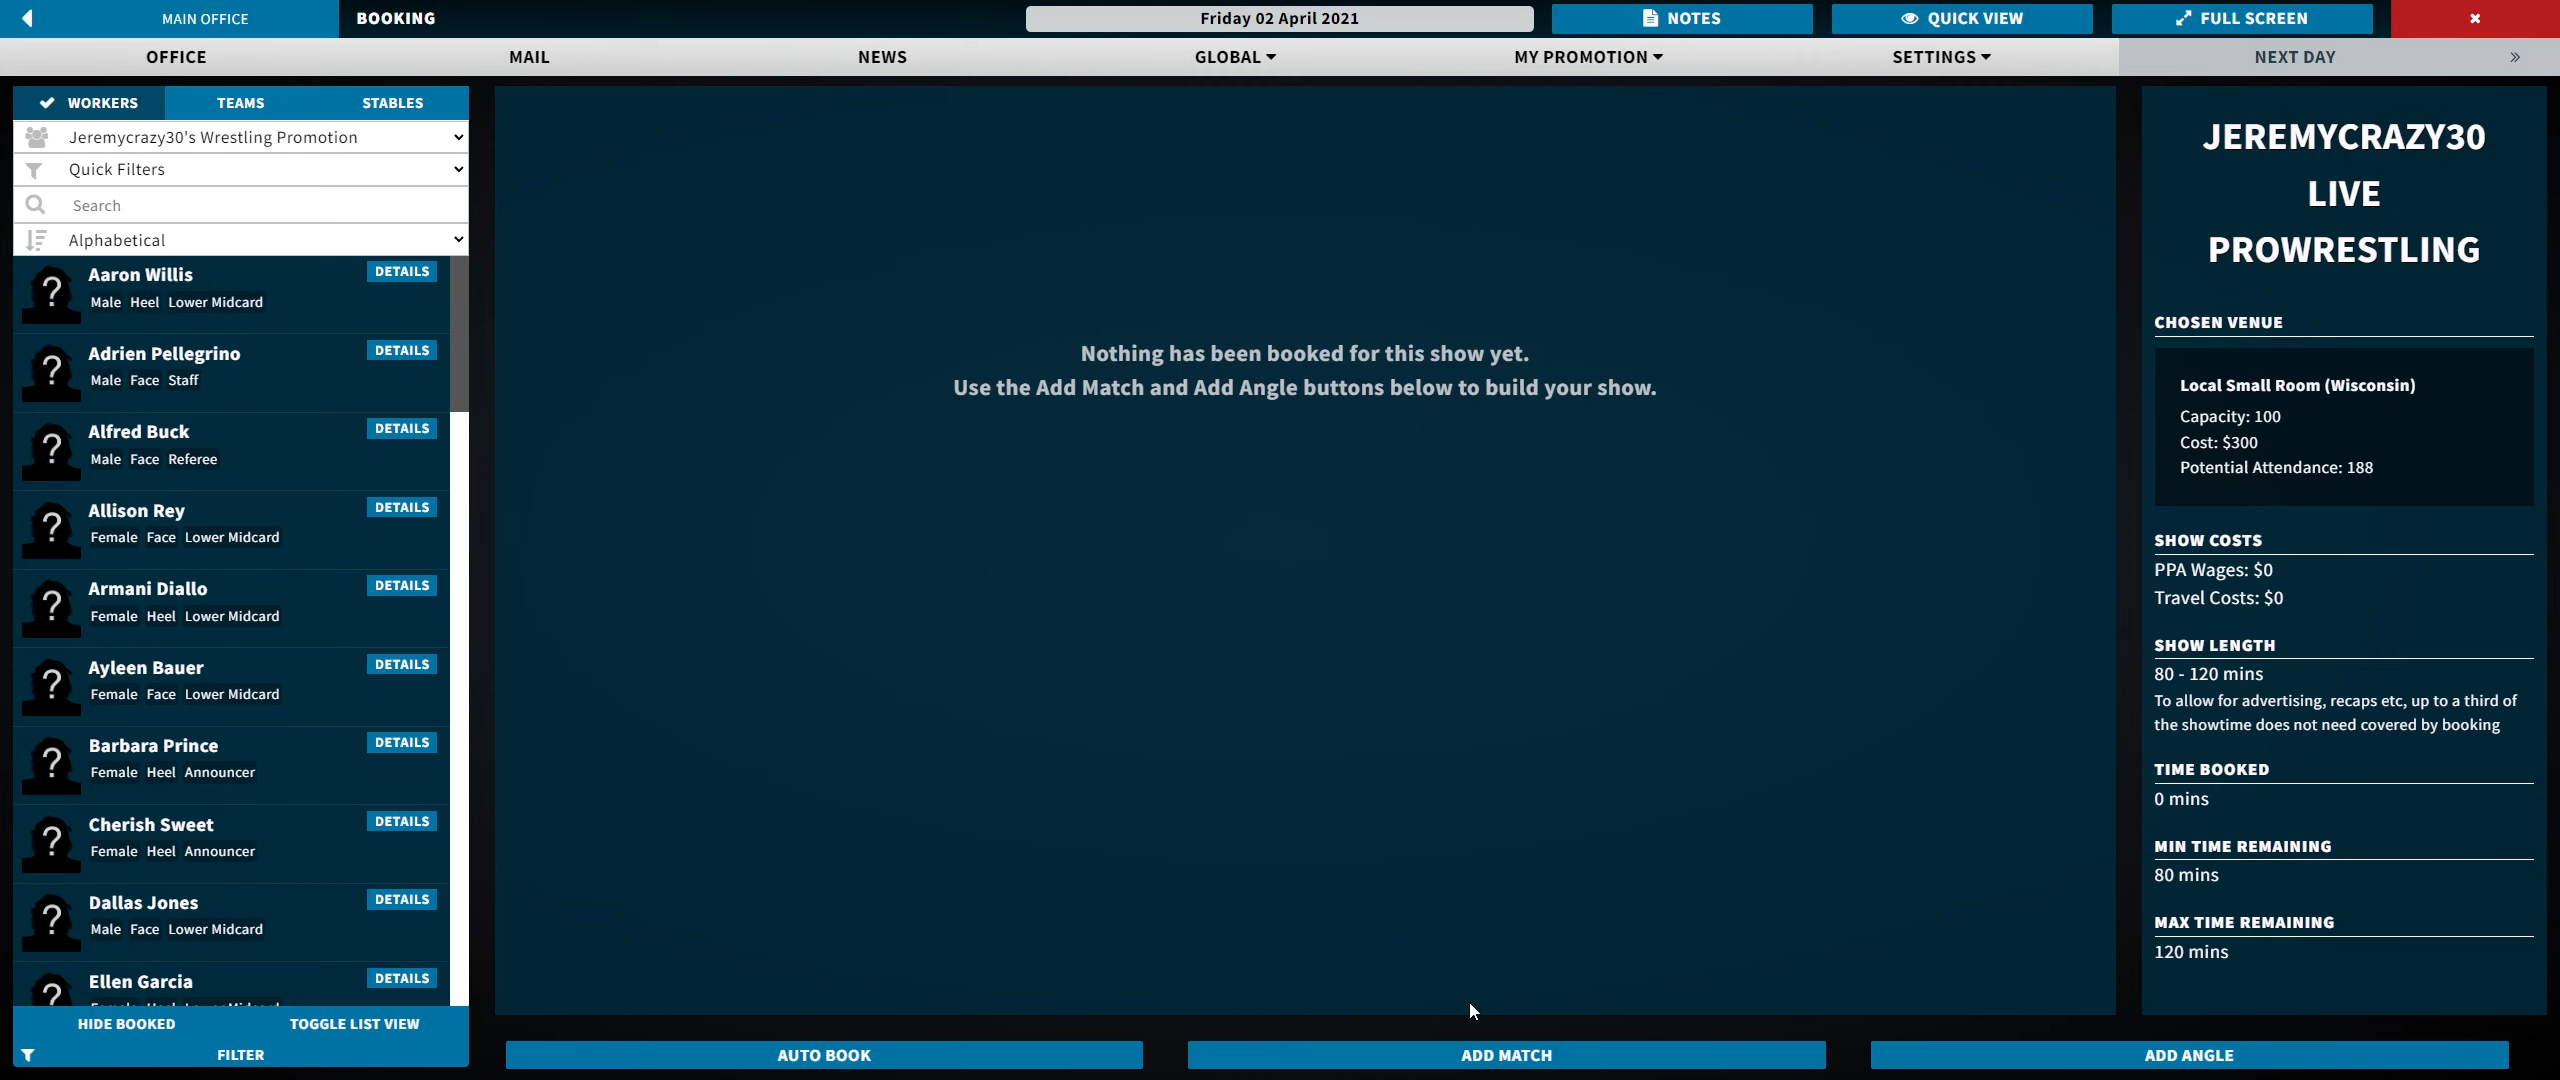 MAIN OFFICE
BOOKING
Friday 02 April 2021
NOTES
QUICK VIEW
FULL SCREEN
OFFICE
MAIL
NEWS
GLOBAL
MY PROMOTION
SETTINGS
NEXT DAY
WORKERS
TEAMS
STABLES
Jeremycrazy30's Wrestling Promotion
Quick Filters
Search
Alphabetical
Aaron Willis
DETAILS
Male Heel Lower Midcard
Adrien Pellegrino
DETAILS
Male Face Staff
Alfred Buck
DETAILS
Male Face Referee
Allison Rey
DETAILS
Female Face Lower Midcard
Armani Diallo
DETAILS
Female Heel Lower Midcard
Ayleen Bauer
DETAILS
Female Face Lower Midcard
Barbara Prince
DETAILS
Female Heel Announcer
Cherish Sweet
DETAILS
Female Heel Announcer
Dallas Jones
DETAILS
Male Face Lower Midcard
Ellen Garcia
DETAILS
HIDE BOOKED
TOGGLE LIST VIEW
FILTER
Nothing has been booked for this show yet.
Use the Add Match and Add Angle buttons below to build your show.
AUTO BOOK
ADD MATCH
ADD ANGLE
JEREMYCRAZY30
LIVE
PROWRESTLING
CHOSEN VENUE
Local Small Room (Wisconsin)
Capacity: 100
Cost: $300
Potential Attendance: 188
SHOW COSTS
PPA Wages: $0
Travel Costs: $0
SHOW LENGTH
80 - 120 mins
To allow for advertising, recaps etc, up to a third of
the showtime does not need covered by booking
TIME BOOKED
0 mins
MIN TIME REMAINING
80 mins
MAX TIME REMAINING
120 mins